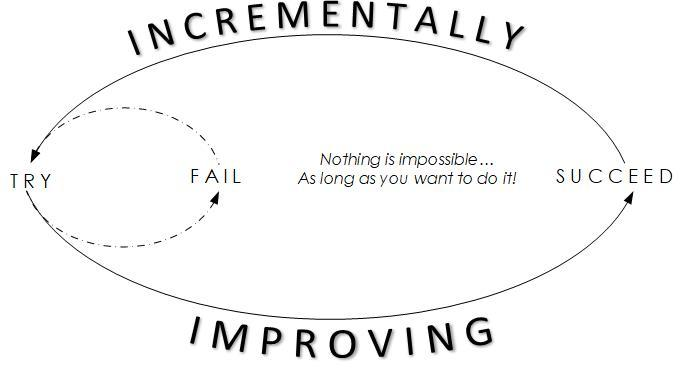 INCREMENTALLY
Nothing is impossible...
TRY
FAIL
As long as you want to do it!
SUCCEED
IMPROVING